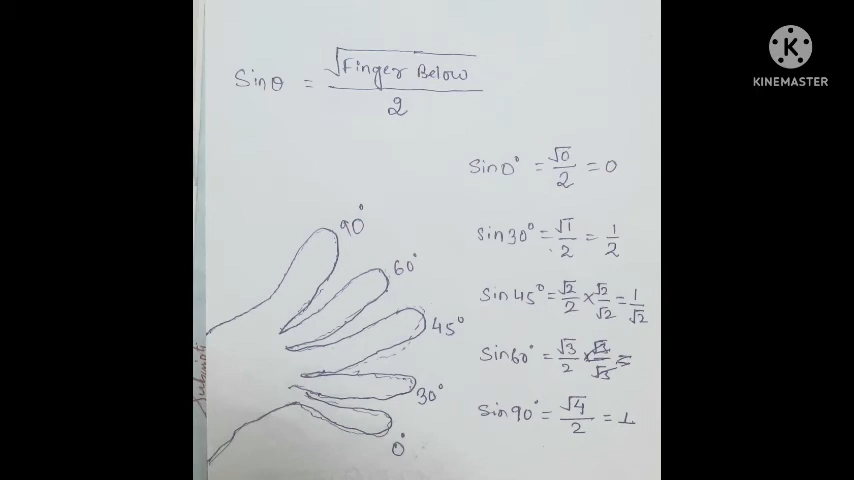 KINEMASTER
Sinθ = √Finger Below / 2
Sin0° = √0/2 = 0
Sin30° = √1/2 = 1/2
Sin45° = √2/2 × √2/√2 = 1/√2
Sin60° = √3/2
Sin90° = √4/2 = 1
90°
60°
45°
30°
0°